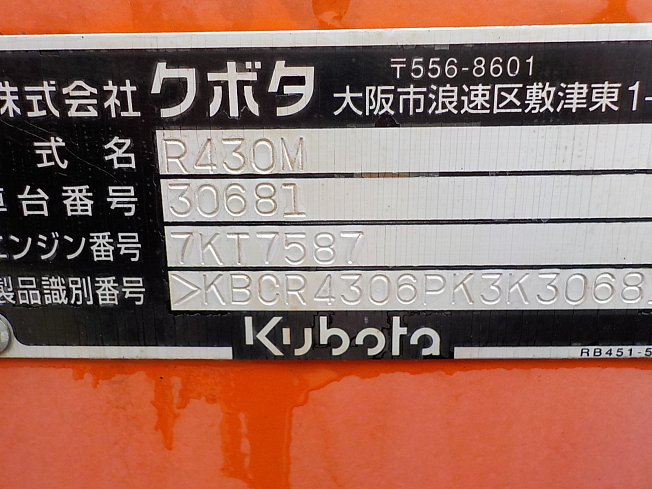 株式会社クボタ 〒556-8601
大阪市浪速区敷津東1-
式名 R430M
車台番号 30681
エンジン番号 7KT7587
製品識別番号 >KBCR4306PK3K30681
Kubota
RB451-5